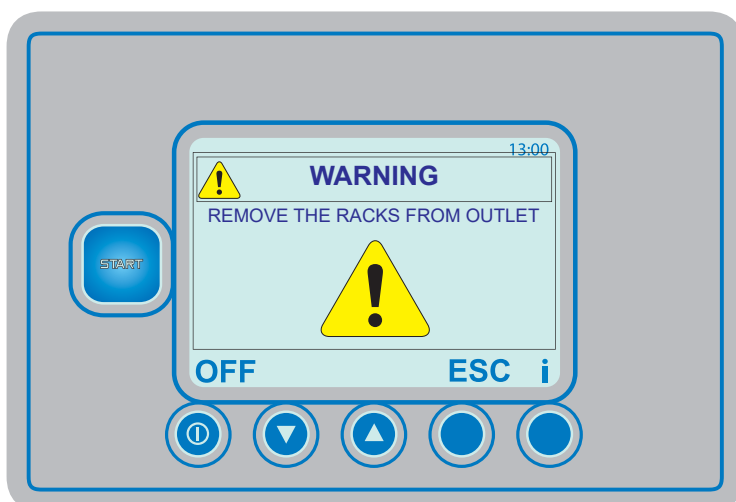 13:00
WARNING
REMOVE THE RACKS FROM OUTLET
START
OFF ESC i